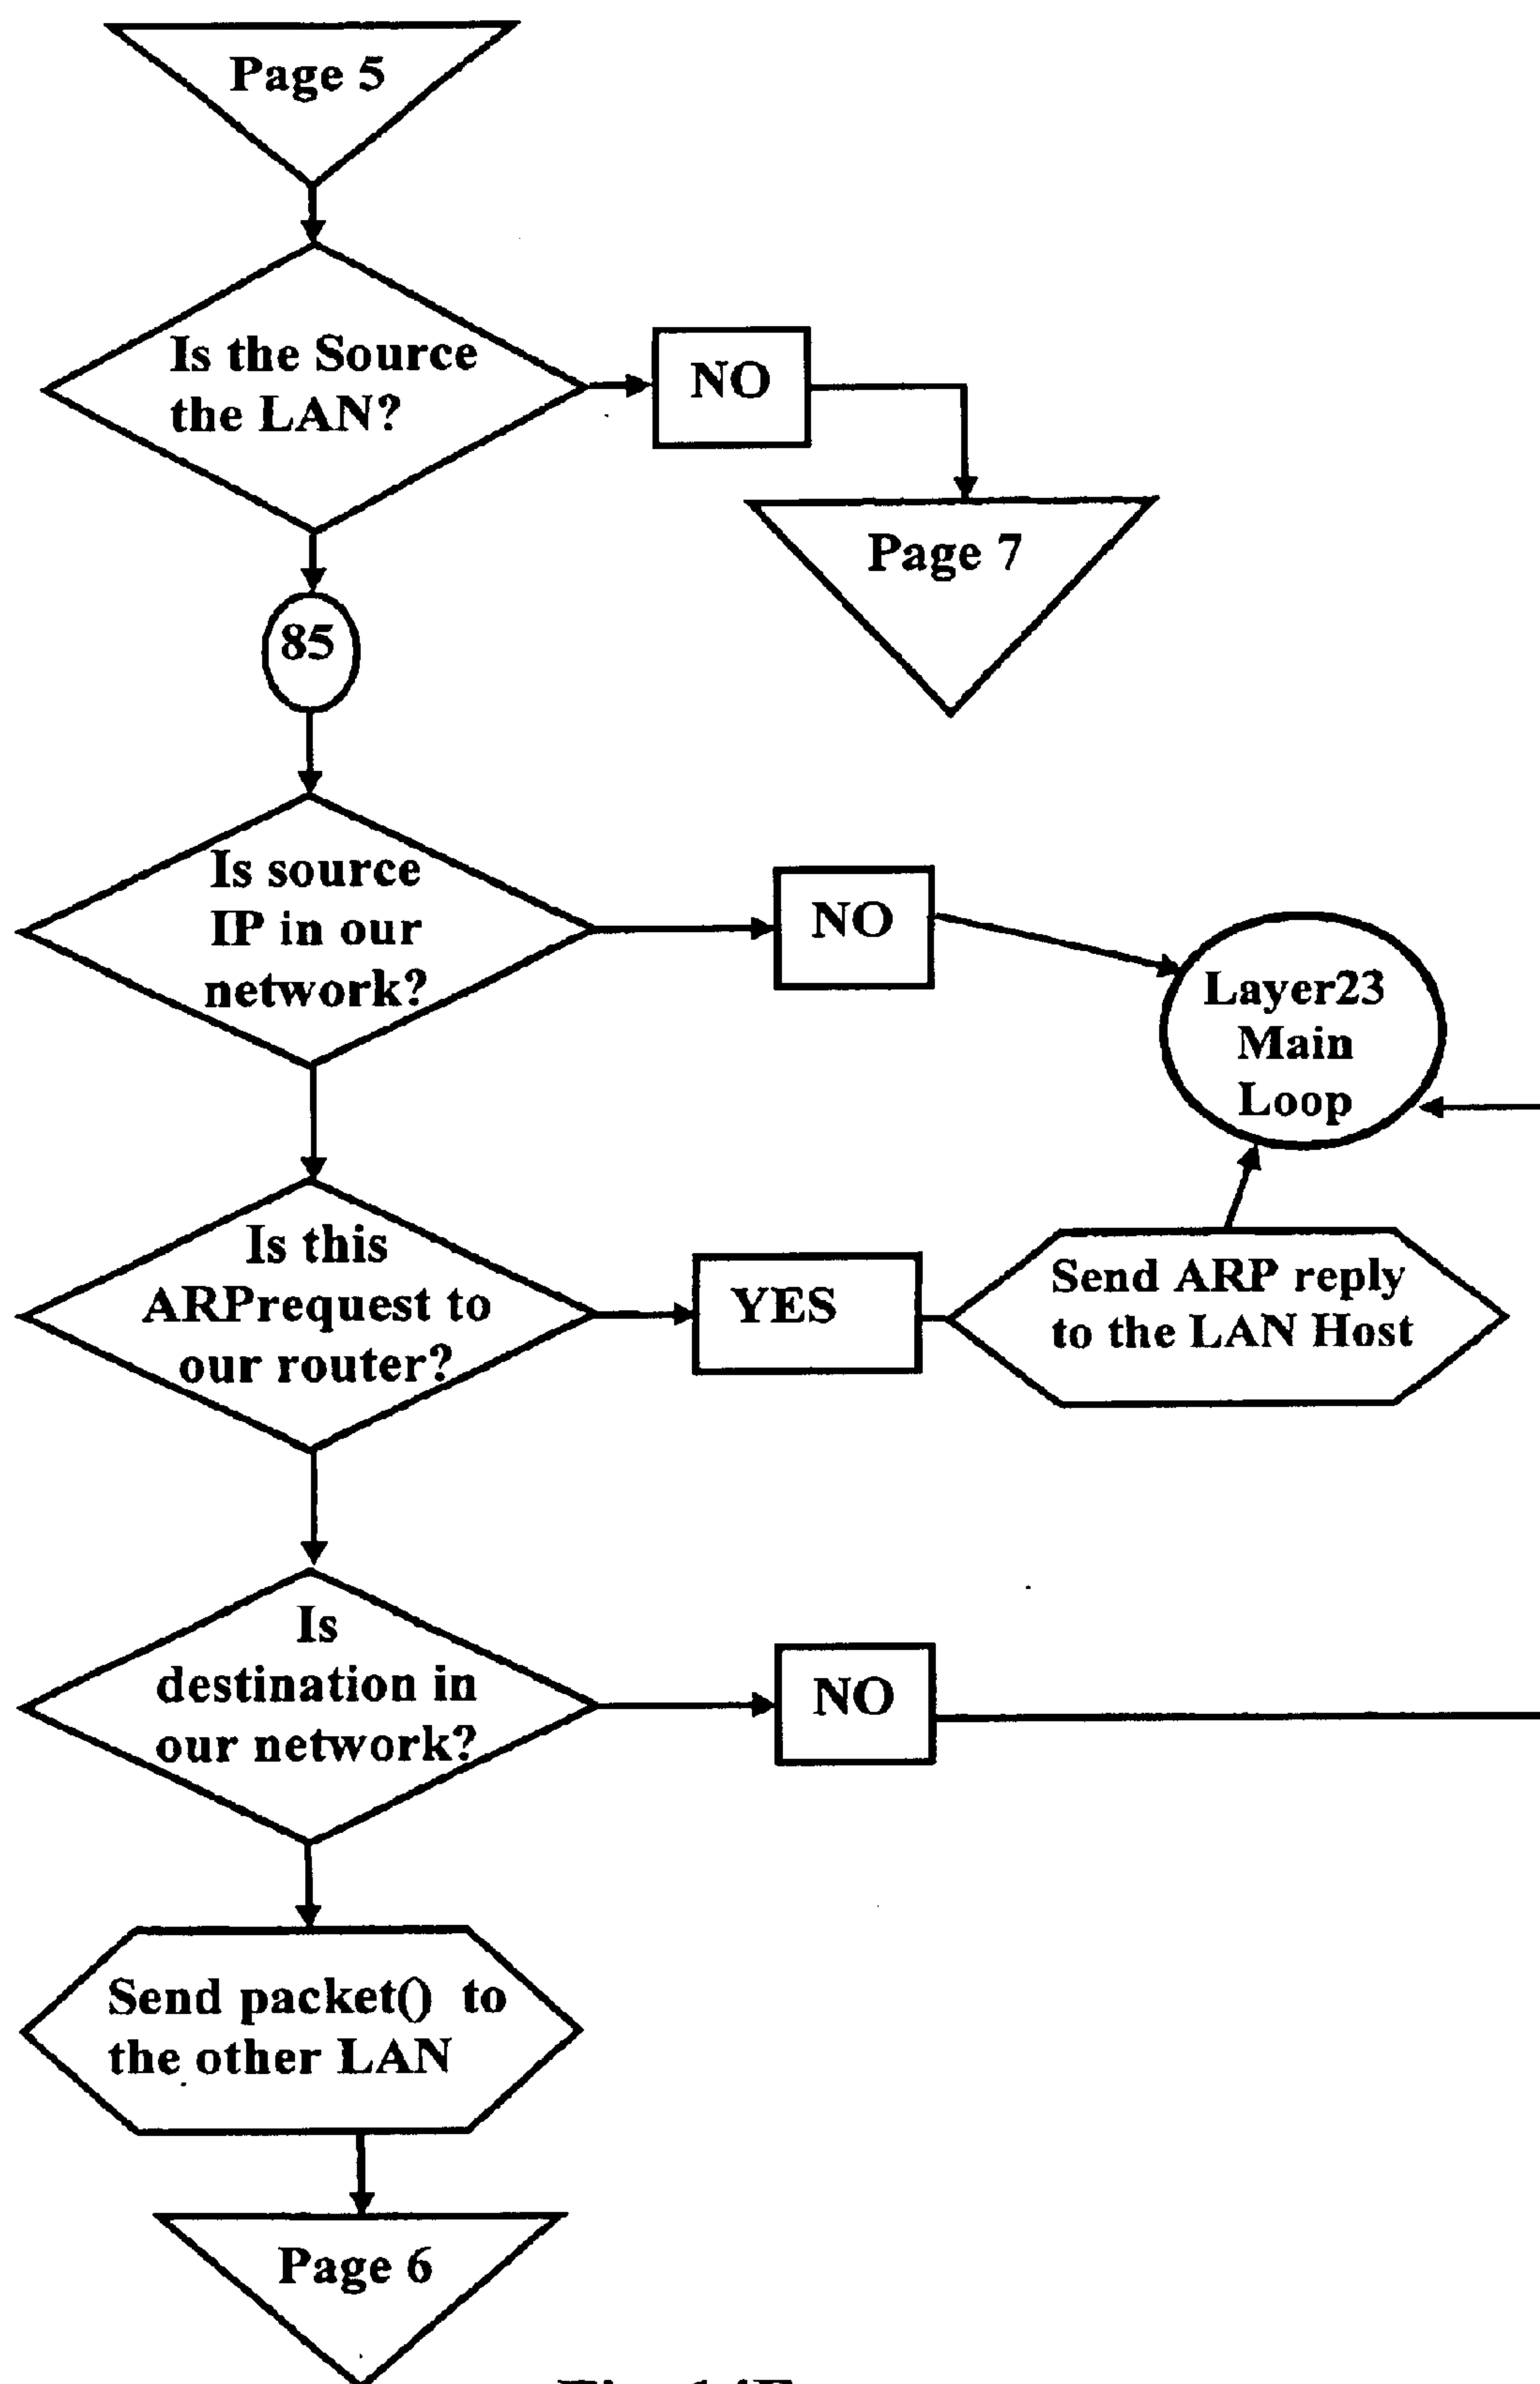 Page 5
Is the Source
the LAN?
NO
Page 7
85
Is source
IP in our
network?
NO
Layer23
Main
Loop
Is this
ARPrequest to
our router?
YES
Send ARP reply
to the LAN Host
Is
destination in
our network?
NO
Send packet() to
the other LAN
Page 6